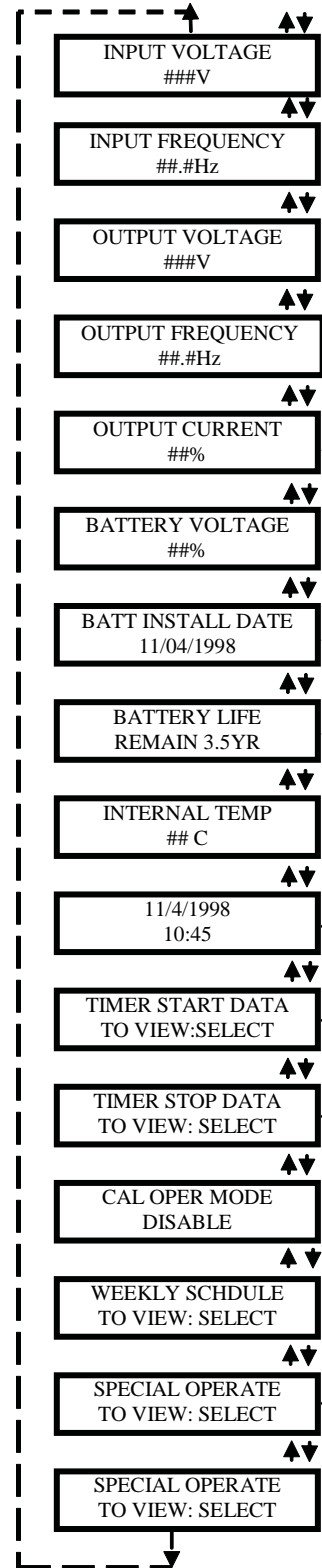 INPUT VOLTAGE
###V
INPUT FREQUENCY
##.#Hz
OUTPUT VOLTAGE
###V
OUTPUT FREQUENCY
##.#Hz
OUTPUT CURRENT
##%
BATTERY VOLTAGE
##%
BATT INSTALL DATE
11/04/1998
BATTERY LIFE
REMAIN 3.5YR
INTERNAL TEMP
## C
11/4/1998
10:45
TIMER START DATA
TO VIEW:SELECT
TIMER STOP DATA
TO VIEW: SELECT
CAL OPER MODE
DISABLE
WEEKLY SCHDULE
TO VIEW: SELECT
SPECIAL OPERATE
TO VIEW: SELECT
SPECIAL OPERATE
TO VIEW: SELECT